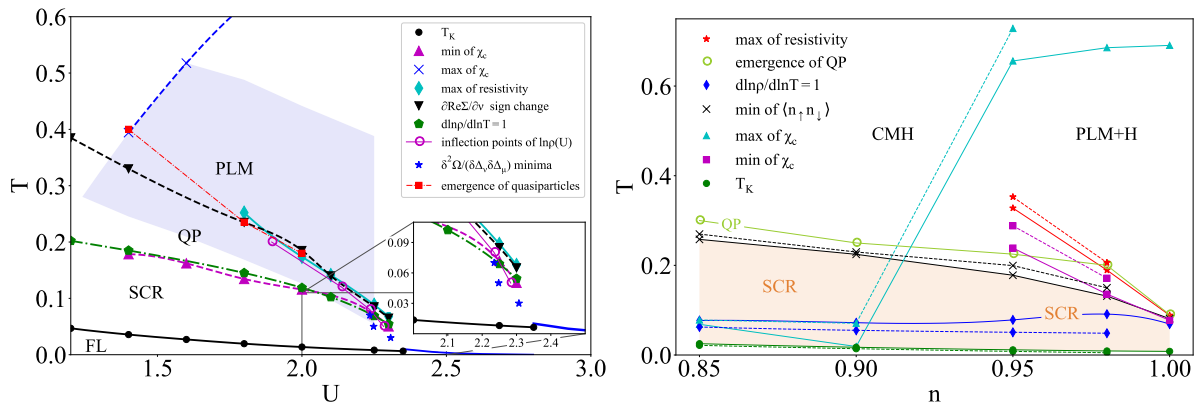 0.6
0.5
0.4
0.3
0.2
0.1
0.0
T
1.5
2.0
2.5
3.0
U
PLM
QP
SCR
FL
T_K
min of χ_c
max of χ_c
max of resistivity
∂ReΣ/∂ν sign change
dlnρ/dlnT = 1
inflection points of lnρ(U)
δ²Ω/(δΔ_ν δΔ_μ) minima
emergence of quasiparticles
0.09
0.06
0.03
2.1
2.2
2.3
2.4
0.6
0.4
0.2
0.0
T
0.85
0.90
0.95
1.00
n
max of resistivity
emergence of QP
dlnρ/dlnT = 1
min of ⟨n↑n↓⟩
max of χ_c
min of χ_c
T_K
CMH
PLM+H
QP
SCR
SCR